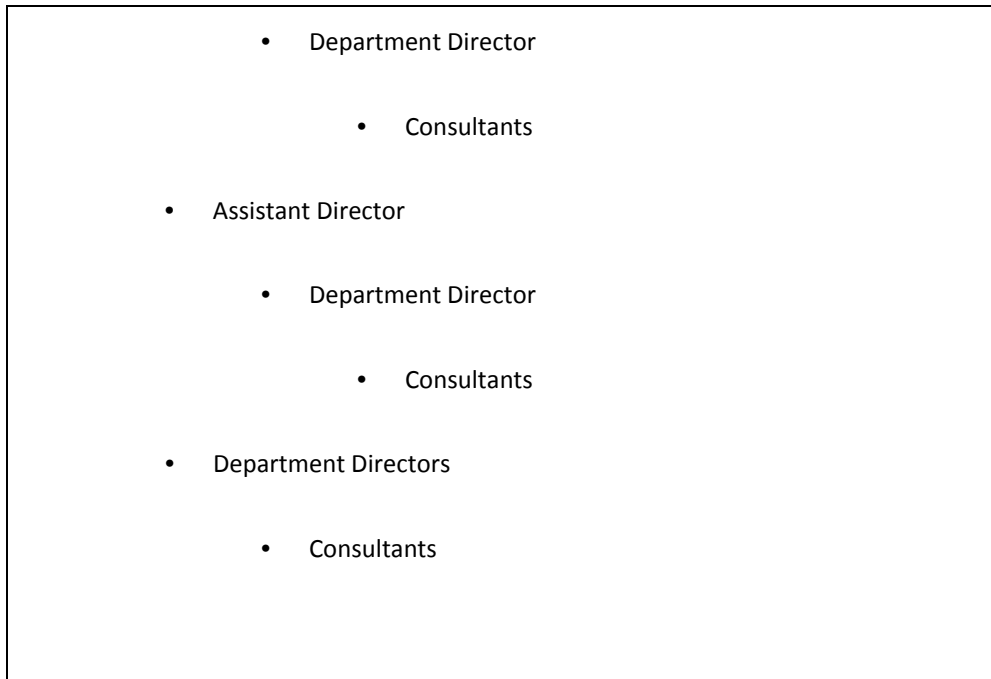 • Department Director
• Consultants
• Assistant Director
• Department Director
• Consultants
• Department Directors
• Consultants